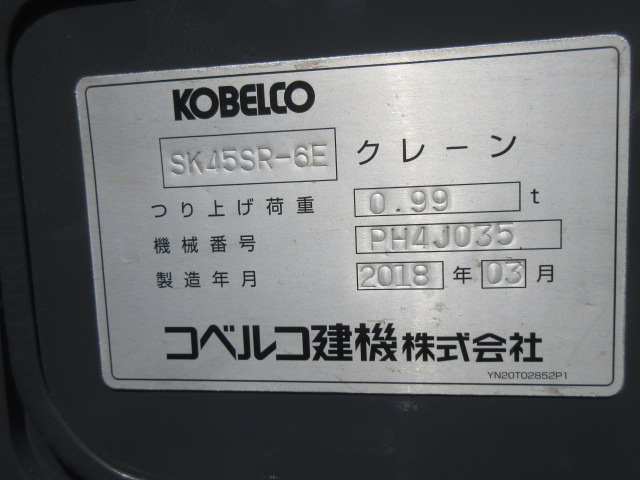 KOBELCO
SK45SR-6E クレーン
つり上げ荷重 0.99 t
機械番号 PH4J035
製造年月 2018 年 03 月
コベルコ建機株式会社
YN20T02852P1